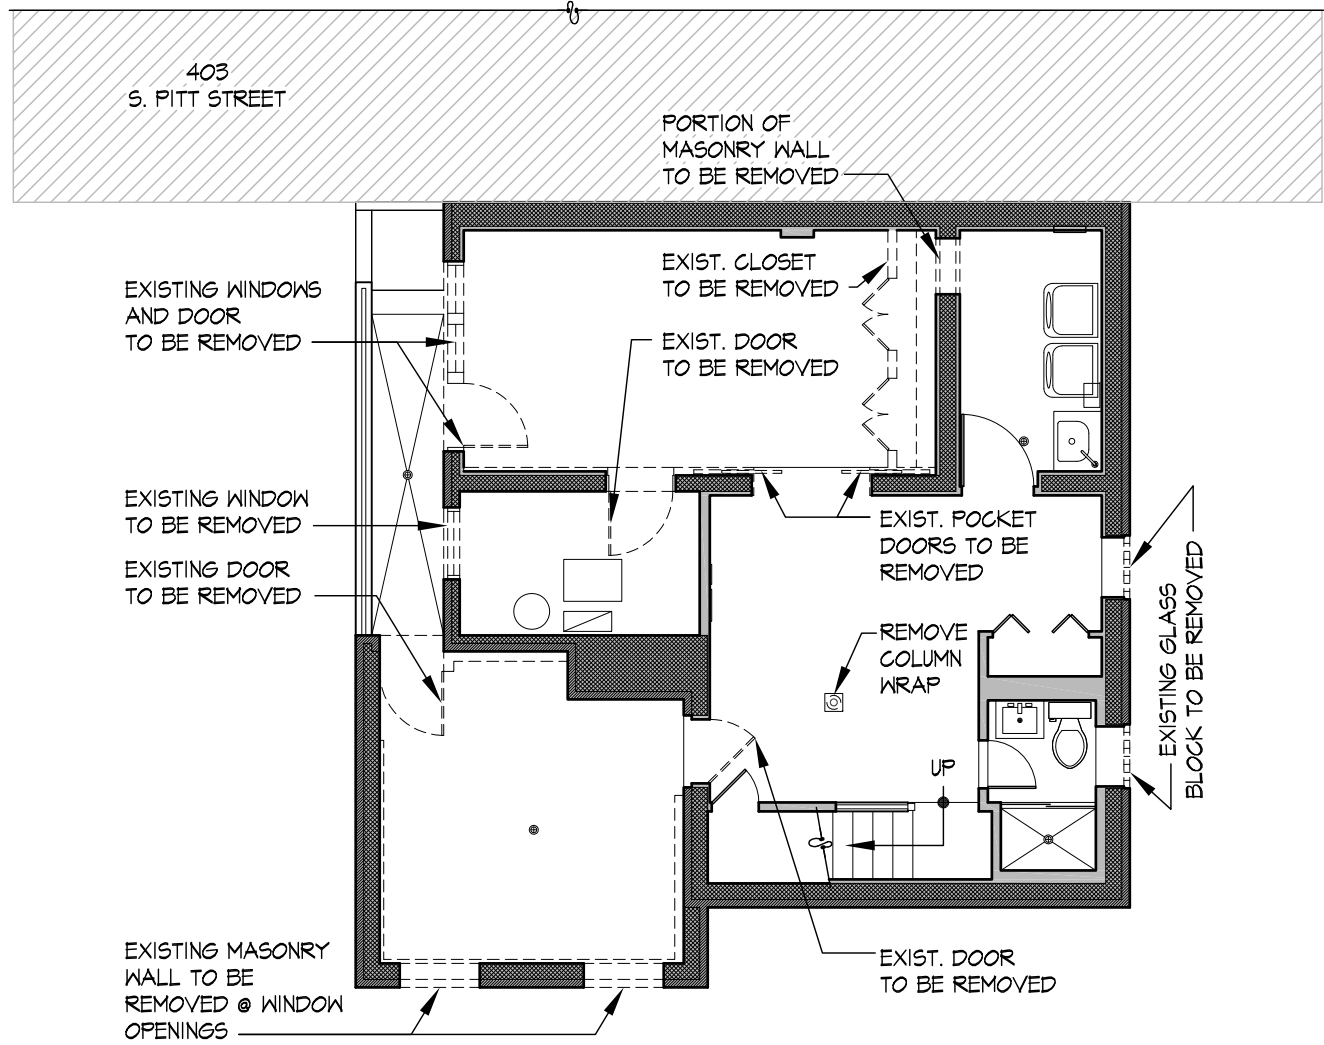 403
S. PITT STREET
PORTION OF
MASONRY WALL
TO BE REMOVED
EXISTING WINDOWS
AND DOOR
TO BE REMOVED
EXIST. CLOSET
TO BE REMOVED
EXIST. DOOR
TO BE REMOVED
EXISTING WINDOW
TO BE REMOVED
EXISTING DOOR
TO BE REMOVED
EXIST. POCKET
DOORS TO BE
REMOVED
EXISTING GLASS
BLOCK TO BE REMOVED
REMOVE
COLUMN
WRAP
UP
EXISTING MASONRY
WALL TO BE
REMOVED @ WINDOW
OPENINGS
EXIST. DOOR
TO BE REMOVED